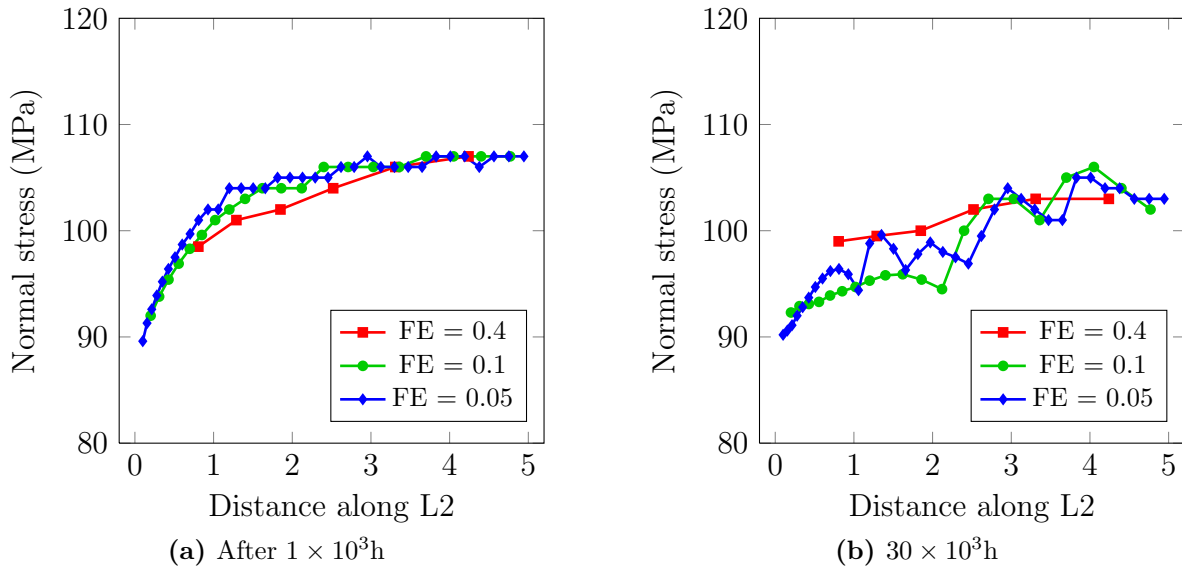 120
110
100
90
80
Normal stress (MPa)
0 1 2 3 4 5
Distance along L2
FE = 0.4
FE = 0.1
FE = 0.05
(a) After 1 × 10³h
120
110
100
90
80
Normal stress (MPa)
0 1 2 3 4 5
Distance along L2
FE = 0.4
FE = 0.1
FE = 0.05
(b) 30 × 10³h